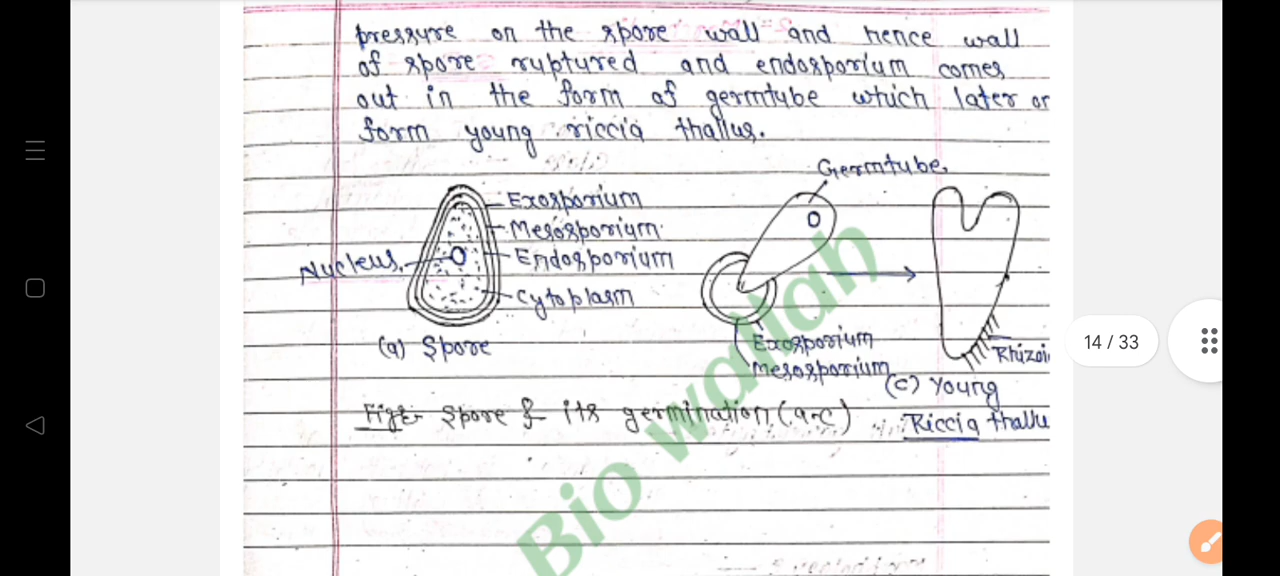 pressure on the spore wall and hence wall
of spore ruptured and endosporium comes
out in the form of germtube which later or
form young riccia thallus.
Germtube
Exosporium
Mesosporium
Nucleus
Endosporium
Cytoplasm
(a) Spore
Exosporium
Mesosporium
Rhizoi
(c) Young
Riccia thallu
Fig:- Spore & its germination (a-c)
Bio wallah
14 / 33